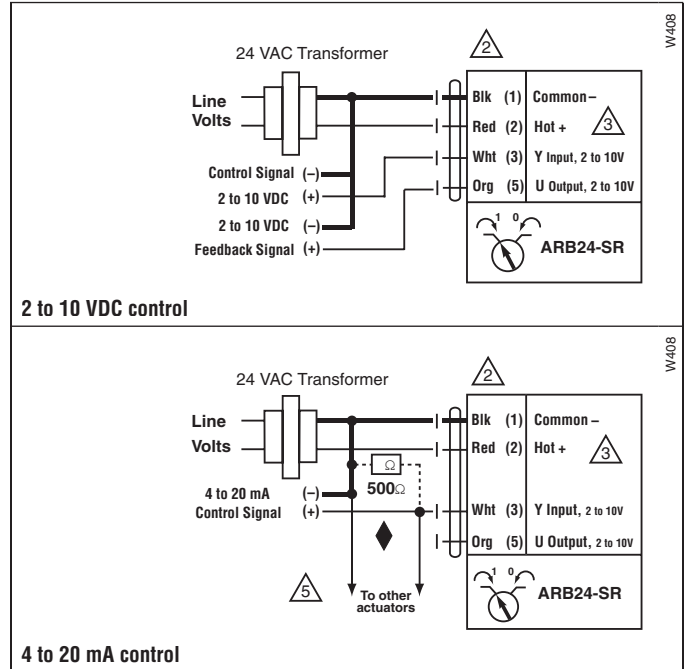 W408
24 VAC Transformer
2
Line
Volts
Blk (1) Common –
Red (2) Hot +
3
Wht (3) Y Input, 2 to 10V
Org (5) U Output, 2 to 10V
Control Signal (–)
2 to 10 VDC (+)
2 to 10 VDC (–)
Feedback Signal (+)
1 0
ARB24-SR
2 to 10 VDC control
W408
24 VAC Transformer
2
Line
Volts
Blk (1) Common –
Red (2) Hot +
3
Ω
500Ω
4 to 20 mA (–)
Control Signal (+)
Wht (3) Y Input, 2 to 10V
Org (5) U Output, 2 to 10V
5
To other
actuators
1 0
ARB24-SR
4 to 20 mA control